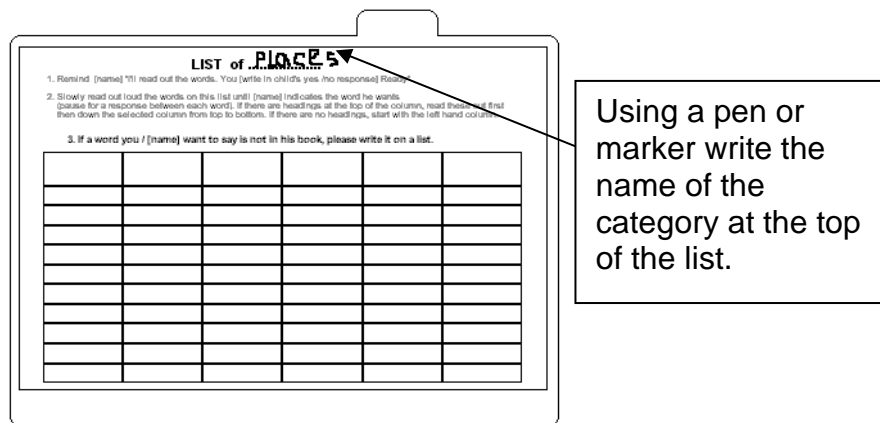 LIST of Places
1. Remind [name] "I'll read out the words. You [write in child's yes /no response] Ready"
2. Slowly read out loud the words on this list until [name] indicates the word he wants
(pause for a response between each word). If there are headings at the top of the column, read these out first
then down the selected column from top to bottom. If there are no headings, start with the left hand column.
3. If a word you / [name] want to say is not in his book, please write it on a list.
Using a pen or
marker write the
name of the
category at the top
of the list.